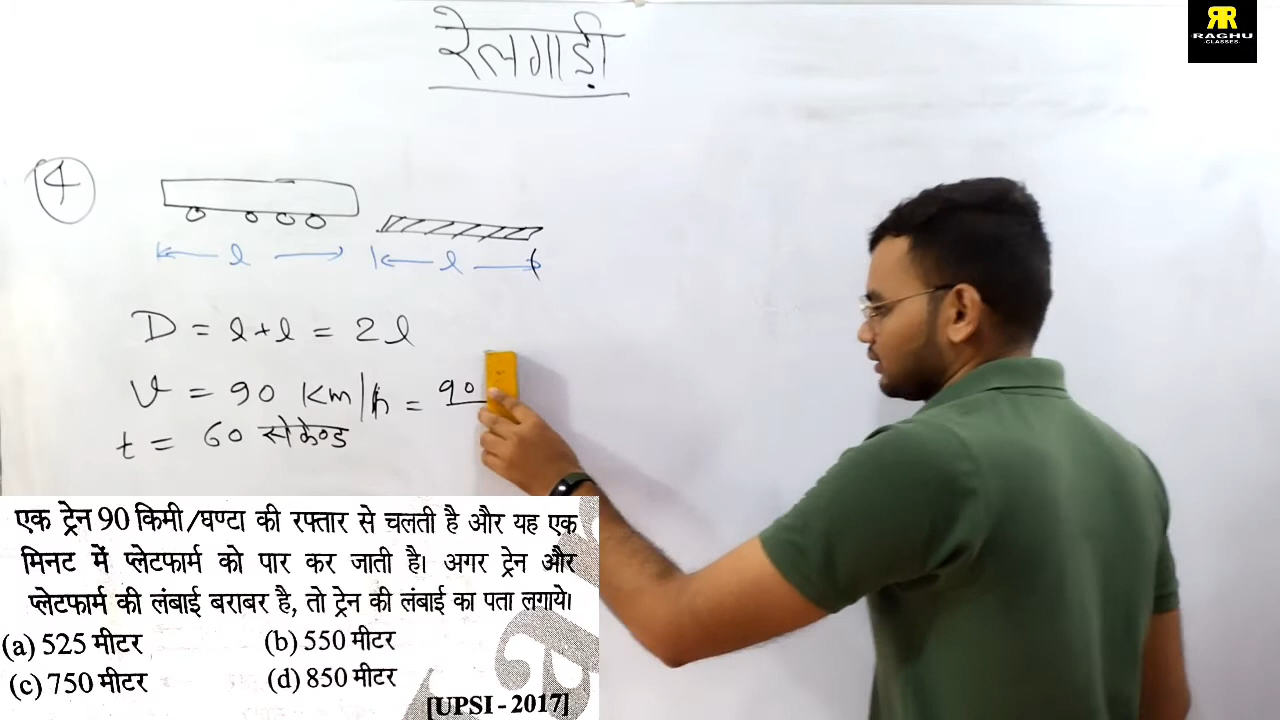 रेलगाड़ी
RAGHU
CLASSES
4
l l
D = l + l = 2l
v = 90 Km/h = 90
t = 60 सेकेण्ड
एक ट्रेन 90 किमी/घण्टा की रफ्तार से चलती है और यह एक
मिनट में प्लेटफार्म को पार कर जाती है। अगर ट्रेन और
प्लेटफार्म की लंबाई बराबर है, तो ट्रेन की लंबाई का पता लगाये।
(a) 525 मीटर (b) 550 मीटर
(c) 750 मीटर (d) 850 मीटर
[UPSI - 2017]